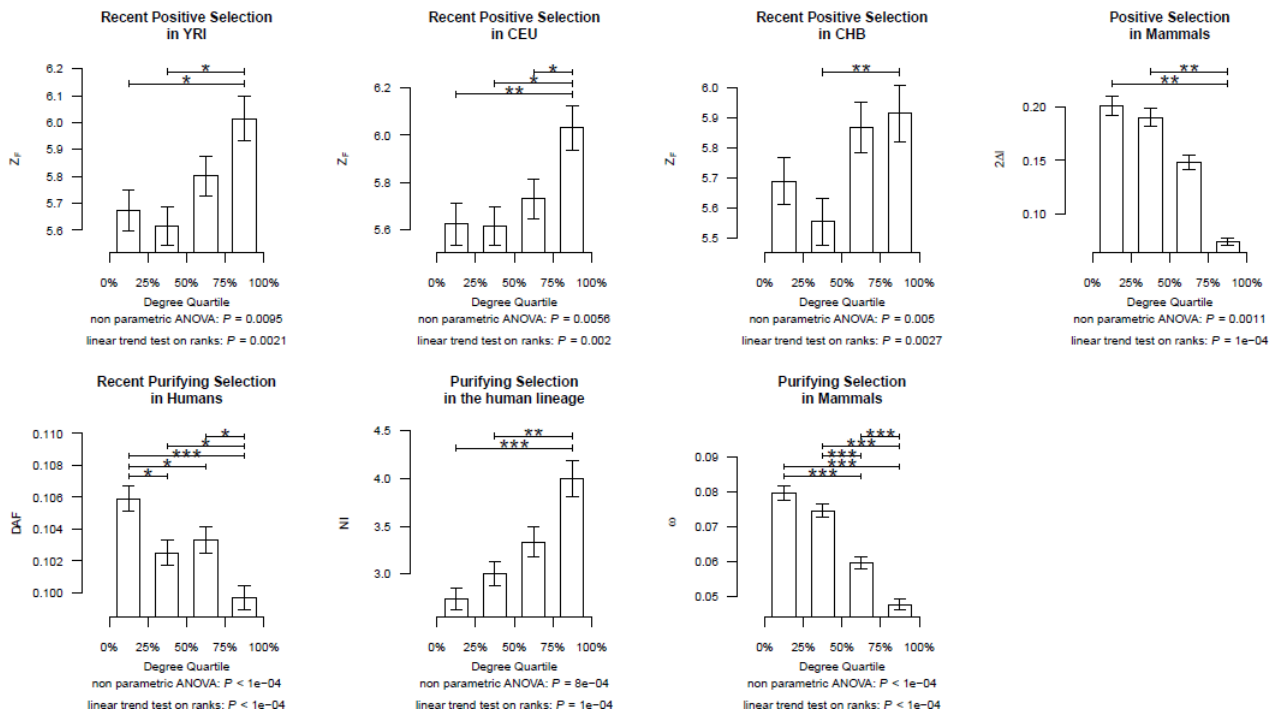 Recent Positive Selection
in YRI
* 
*
6.2
6.1
6.0
5.9
5.8
5.7
5.6
Z_F
0% 25% 50% 75% 100%
Degree Quartile
non parametric ANOVA: P = 0.0095
linear trend test on ranks: P = 0.0021
Recent Positive Selection
in CEU
*
*
**
6.2
6.0
5.8
5.6
Z_F
0% 25% 50% 75% 100%
Degree Quartile
non parametric ANOVA: P = 0.0056
linear trend test on ranks: P = 0.002
Recent Positive Selection
in CHB
**
6.0
5.9
5.8
5.7
5.6
5.5
Z_F
0% 25% 50% 75% 100%
Degree Quartile
non parametric ANOVA: P = 0.005
linear trend test on ranks: P = 0.0027
Positive Selection
in Mammals
**
**
0.20
0.15
0.10
2Δl
0% 25% 50% 75% 100%
Degree Quartile
non parametric ANOVA: P = 0.0011
linear trend test on ranks: P = 1e−04
Recent Purifying Selection
in Humans
*
*
***
*
*
0.110
0.108
0.106
0.104
0.102
0.100
DAF
0% 25% 50% 75% 100%
Degree Quartile
non parametric ANOVA: P < 1e−04
linear trend test on ranks: P < 1e−04
Purifying Selection
in the human lineage
**
***
4.5
4.0
3.5
3.0
NI
0% 25% 50% 75% 100%
Degree Quartile
non parametric ANOVA: P = 8e−04
linear trend test on ranks: P = 1e−04
Purifying Selection
in Mammals
***
***
***
***
***
0.09
0.08
0.07
0.06
0.05
ω
0% 25% 50% 75% 100%
Degree Quartile
non parametric ANOVA: P < 1e−04
linear trend test on ranks: P < 1e−04